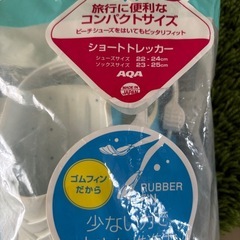 旅行に便利な
コンパクトサイズ
ビーチシューズをはいてもピッタリフィット
ショートトレッカー
シューズサイズ 22-24cm
ソックスサイズ 23-25cm
AQA
ゴムフィン
だから
RUBBER
少ない力で